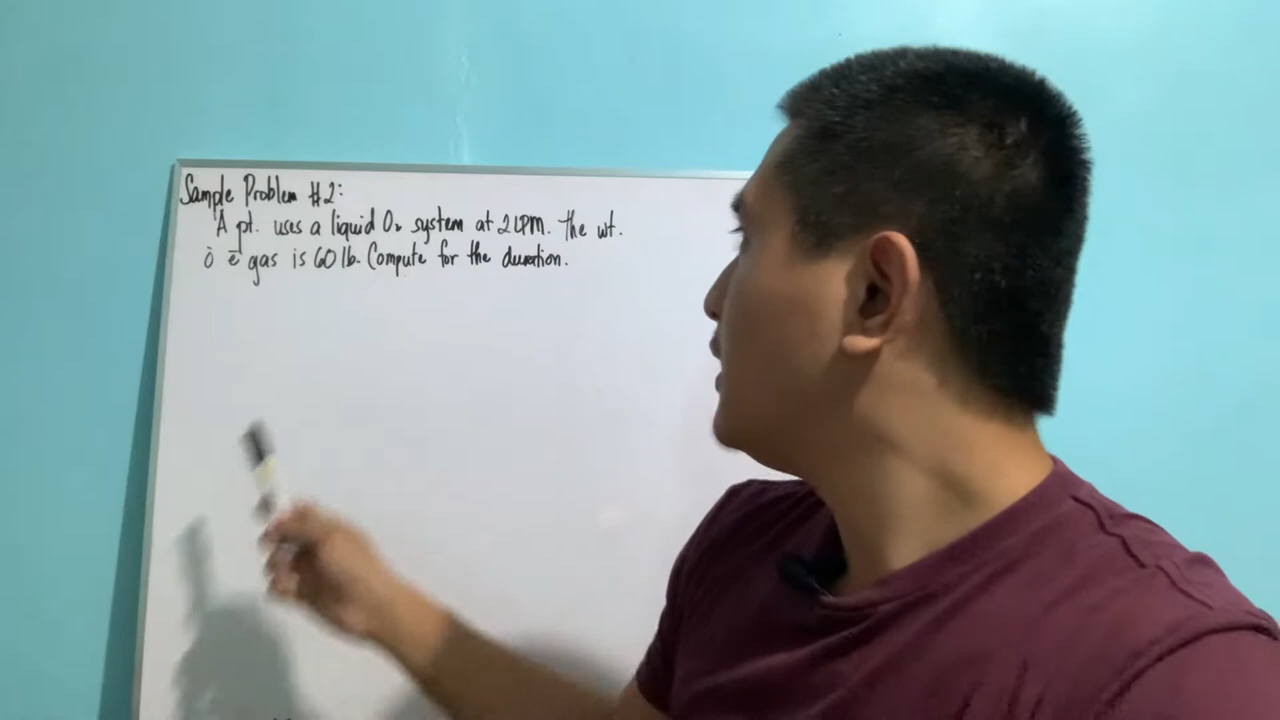 Sample Problem #2:
A pt. uses a liquid O₂ system at 2 LPM. The wt.
ō ē gas is 60 lb. Compute for the duration.